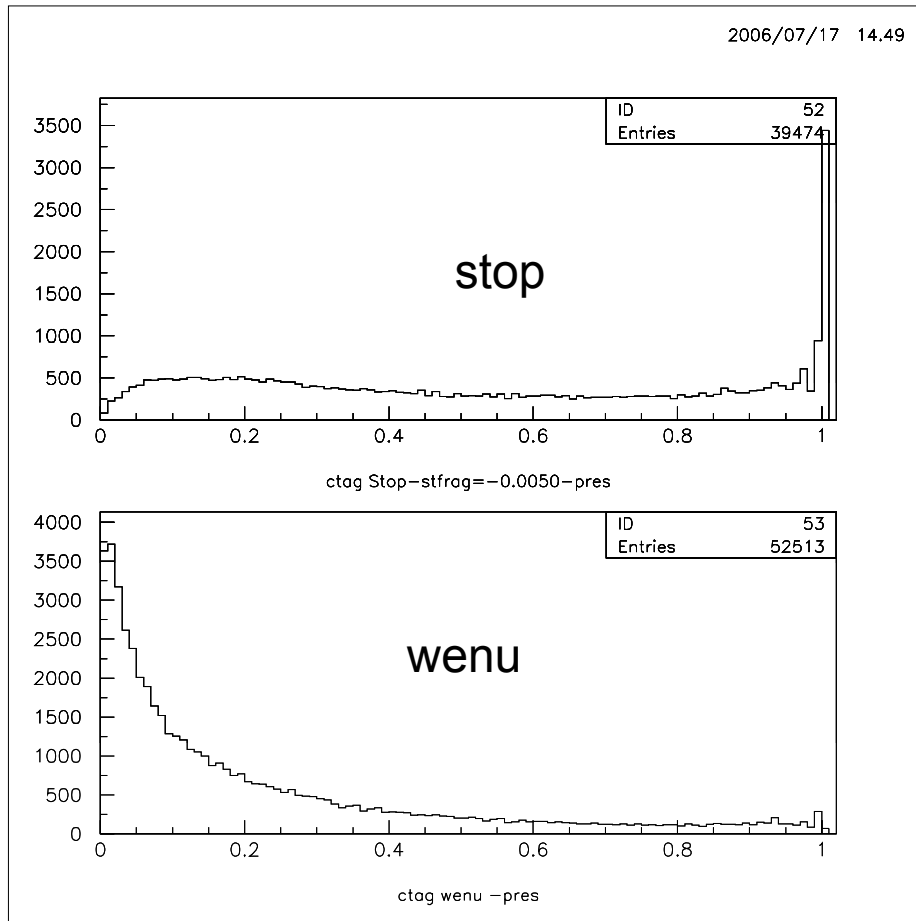 2006/07/17 14.49
ID 52
Entries 39474
3500
3000
2500
2000
1500
1000
500
0
stop
0 0.2 0.4 0.6 0.8 1
ctag Stop-stfrag=-0.0050-pres
ID 53
Entries 52513
4000
3500
3000
2500
2000
1500
1000
500
0
wenu
0 0.2 0.4 0.6 0.8 1
ctag wenu -pres